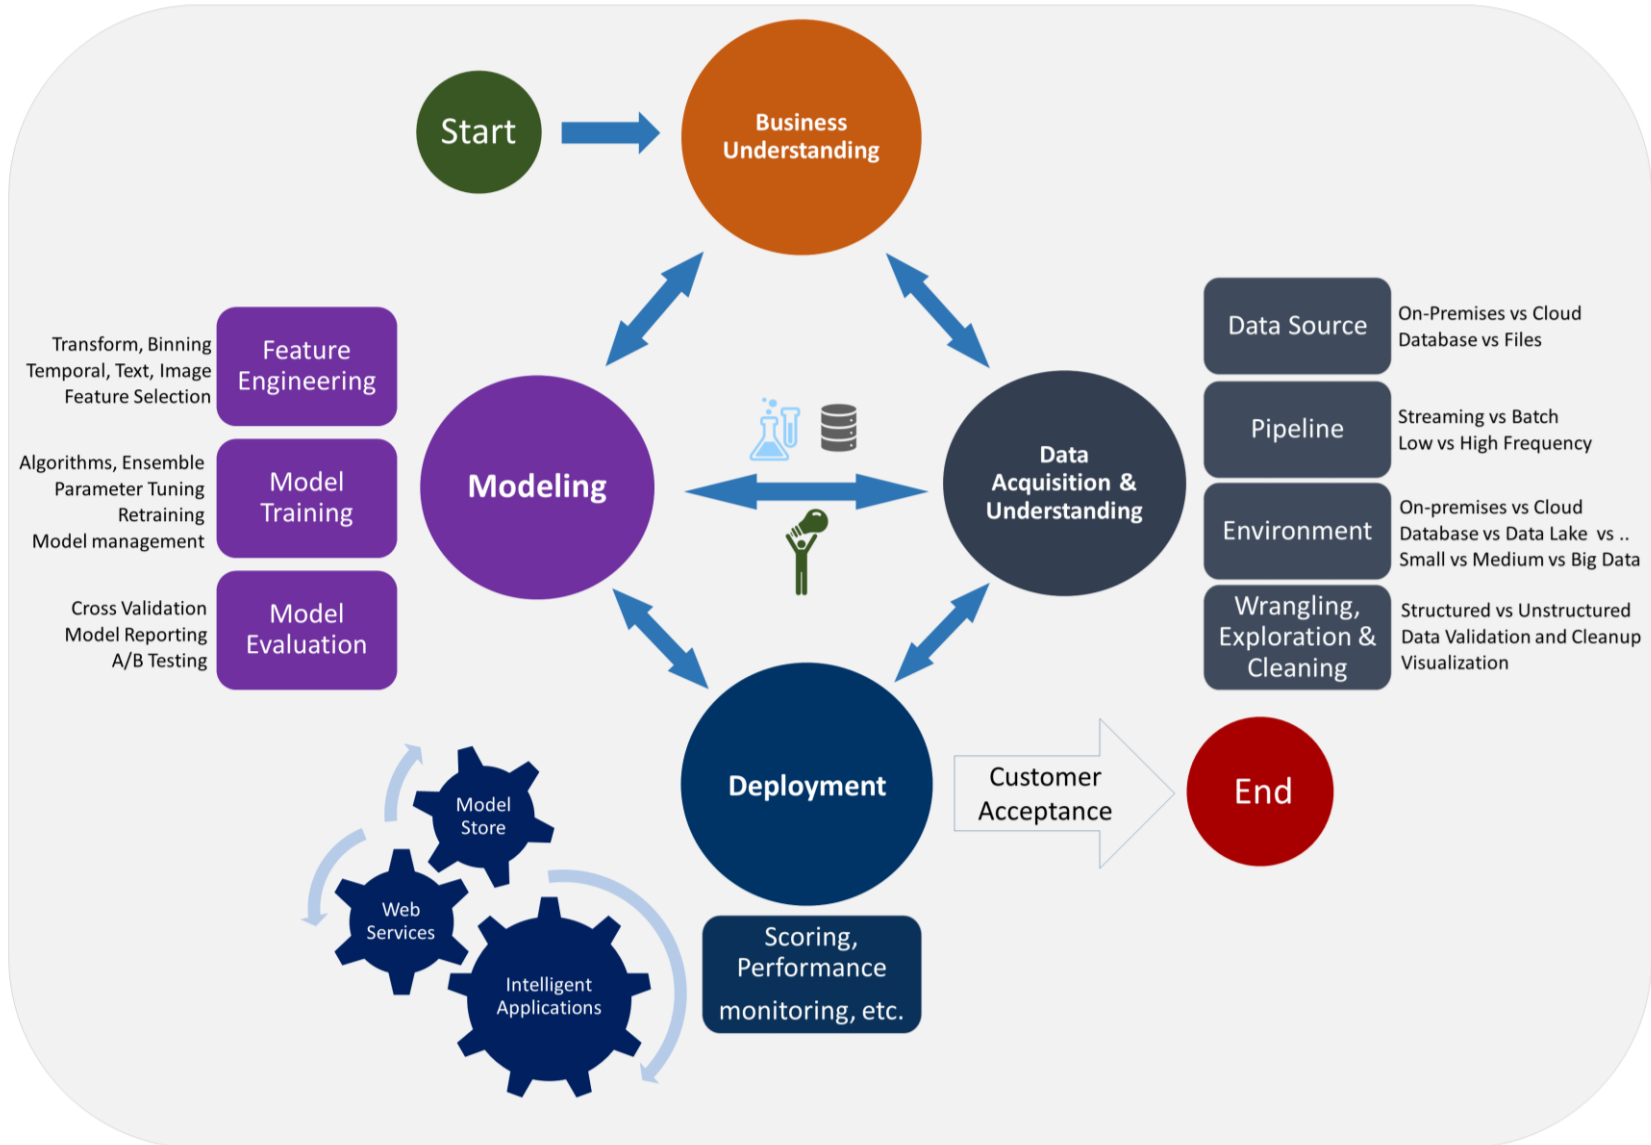 Start
Business
Understanding
Transform, Binning
Temporal, Text, Image
Feature Selection
Feature
Engineering
Algorithms, Ensemble
Parameter Tuning
Retraining
Model management
Model
Training
Cross Validation
Model Reporting
A/B Testing
Model
Evaluation
Modeling
Data
Acquisition &
Understanding
Data Source
On-Premises vs Cloud
Database vs Files
Pipeline
Streaming vs Batch
Low vs High Frequency
Environment
On-premises vs Cloud
Database vs Data Lake vs ..
Small vs Medium vs Big Data
Wrangling,
Exploration &
Cleaning
Structured vs Unstructured
Data Validation and Cleanup
Visualization
Deployment
Customer
Acceptance
End
Model
Store
Web
Services
Intelligent
Applications
Scoring,
Performance
monitoring, etc.